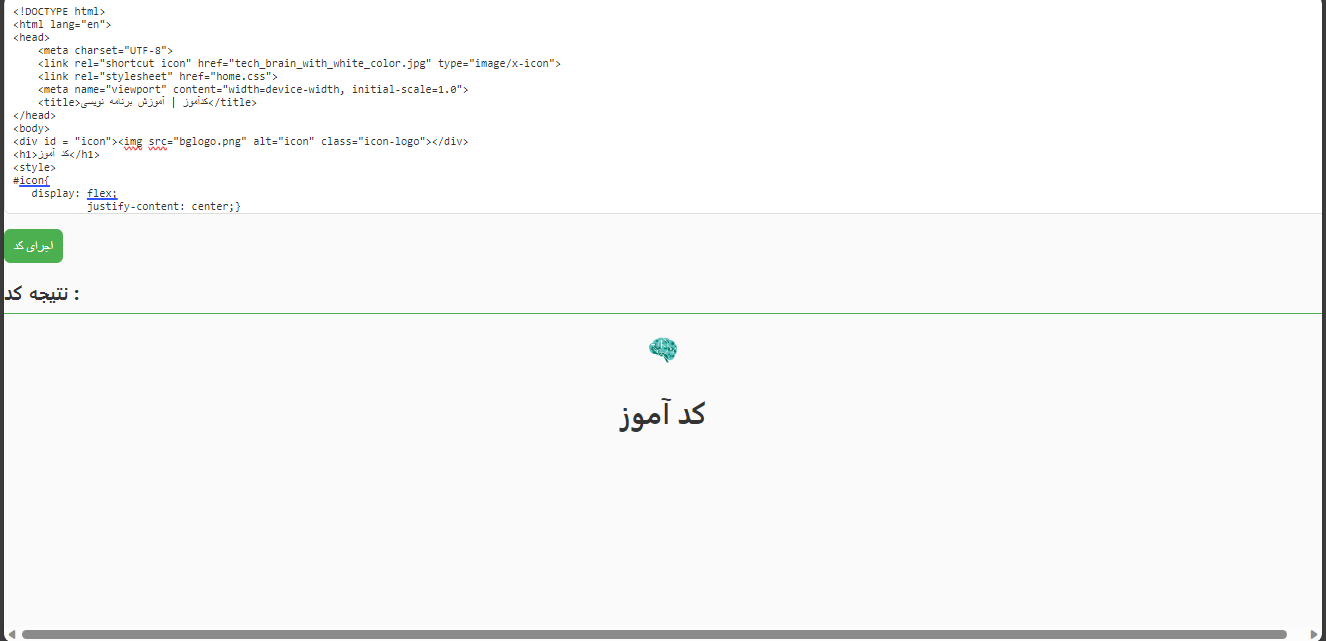 <!DOCTYPE html>
<html lang="en">
<head>
    <meta charset="UTF-8">
    <link rel="shortcut icon" href="tech_brain_with_white_color.jpg" type="image/x-icon">
    <link rel="stylesheet" href="home.css">
    <meta name="viewport" content="width=device-width, initial-scale=1.0">
    <title>کدآموز | آموزش برنامه نویسی</title>
</head>
<body>
<div id = "icon"><img src="bglogo.png" alt="icon" class="icon-logo"></div>
<h1>کد آموز</h1>
<style>
#icon{
   display: flex;
            justify-content: center;}
اجرای کد
نتیجه کد :
کد آموز